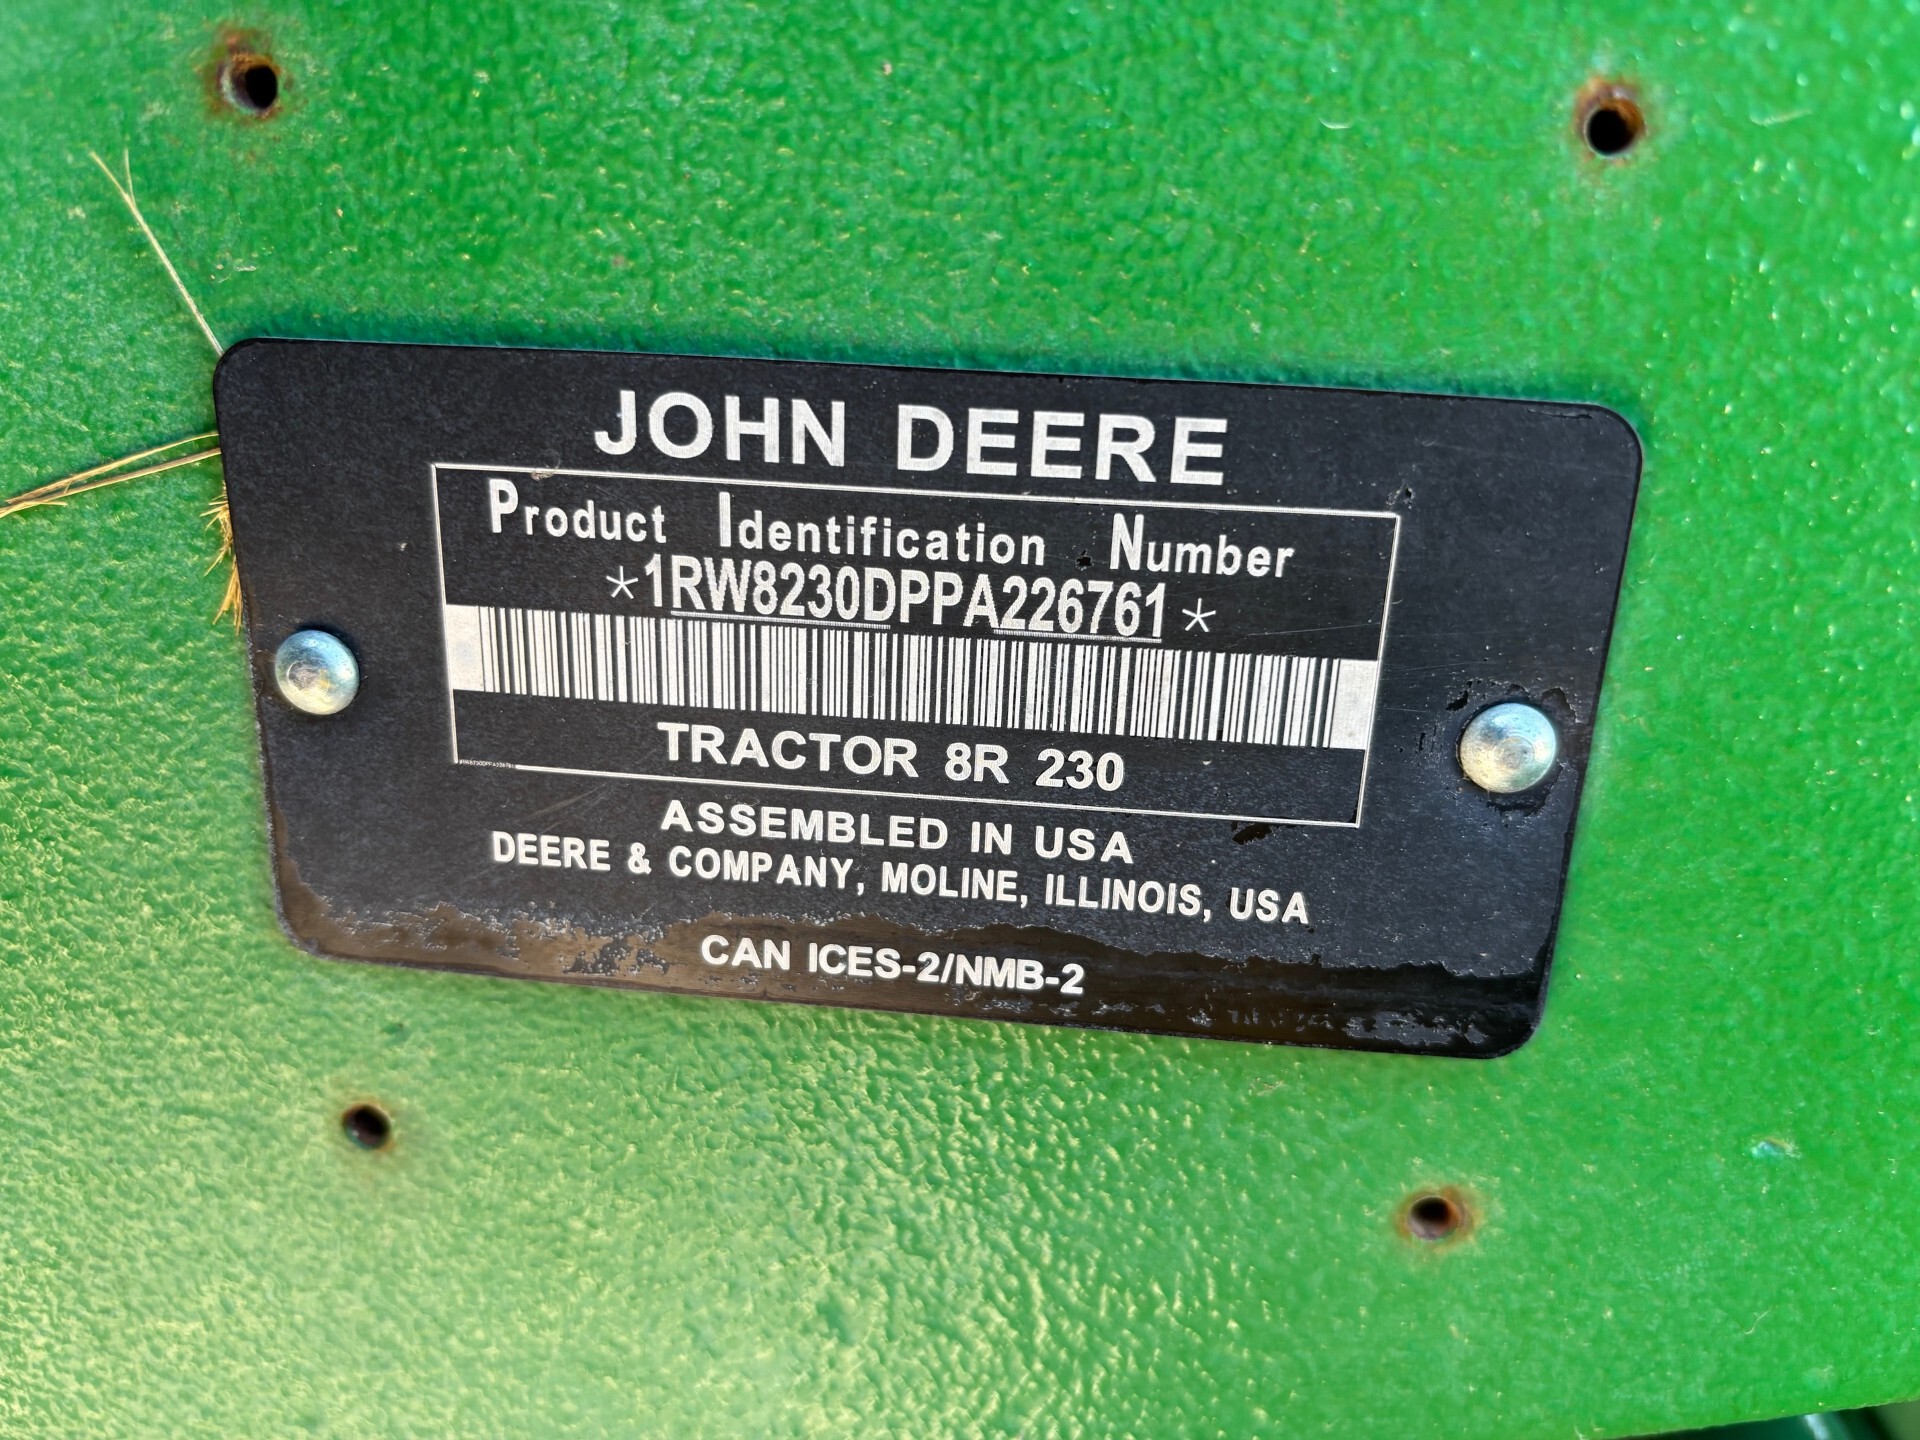 JOHN DEERE
Product Identification Number
*1RW8230DPPA226761*
TRACTOR 8R 230
1RW8230DPPA226761
ASSEMBLED IN USA
DEERE & COMPANY, MOLINE, ILLINOIS, USA
CAN ICES-2/NMB-2